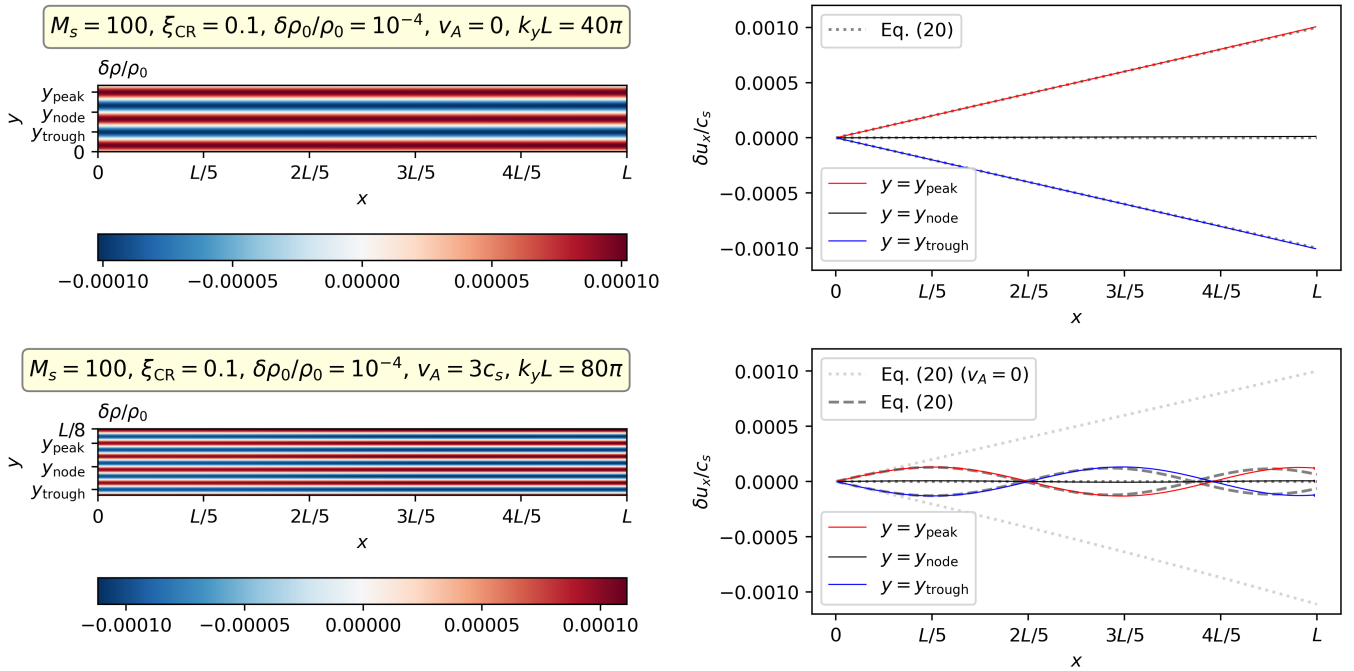 M_s = 100, ξ_CR = 0.1, δρ_0/ρ_0 = 10^−4, v_A = 0, k_yL = 40π
δρ/ρ_0
y_peak
y_node
y_trough
0
y
0 L/5 2L/5 3L/5 4L/5 L
x
−0.00010 −0.00005 0.00000 0.00005 0.00010
0.0010
0.0005
0.0000
−0.0005
−0.0010
δu_x/c_s
Eq. (20)
y = y_peak
y = y_node
y = y_trough
0 L/5 2L/5 3L/5 4L/5 L
x
M_s = 100, ξ_CR = 0.1, δρ_0/ρ_0 = 10^−4, v_A = 3c_s, k_yL = 80π
δρ/ρ_0
L/8
y_peak
y_node
y_trough
y
0 L/5 2L/5 3L/5 4L/5 L
x
−0.00010 −0.00005 0.00000 0.00005 0.00010
0.0010
0.0005
0.0000
−0.0005
−0.0010
δu_x/c_s
Eq. (20) (v_A = 0)
Eq. (20)
y = y_peak
y = y_node
y = y_trough
0 L/5 2L/5 3L/5 4L/5 L
x